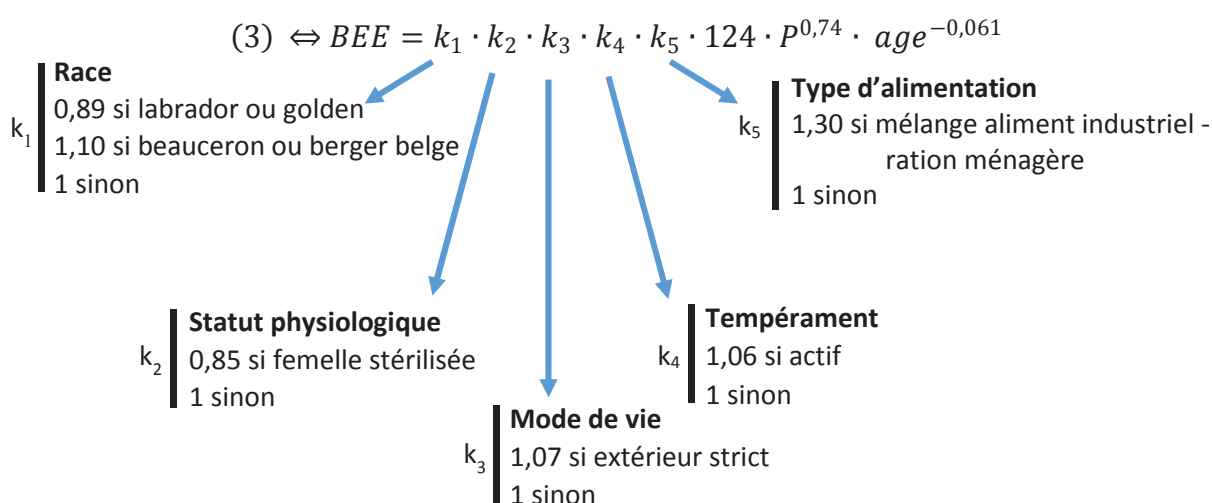 (3) ⇔ BEE = k₁ · k₂ · k₃ · k₄ · k₅ · 124 · P^0,74 · age^−0,061
Race
k₁
0,89 si labrador ou golden
1,10 si beauceron ou berger belge
1 sinon
Type d'alimentation
k₅
1,30 si mélange aliment industriel -
ration ménagère
1 sinon
Statut physiologique
k₂
0,85 si femelle stérilisée
1 sinon
Tempérament
k₄
1,06 si actif
1 sinon
Mode de vie
k₃
1,07 si extérieur strict
1 sinon